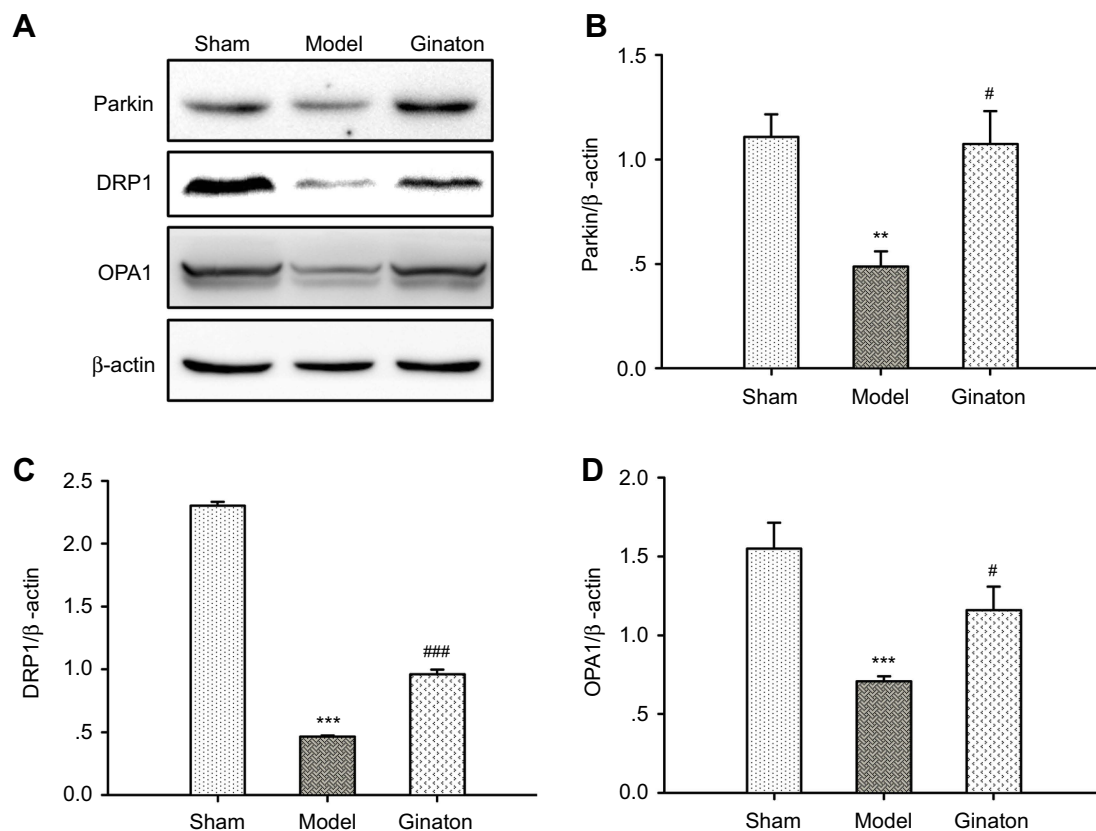 A
Sham Model Ginaton
Parkin
DRP1
OPA1
β-actin
B
Parkin/β -actin
1.5
1.0
.5
0.0
**
#
Sham Model Ginaton
C
DRP1/β -actin
2.5
2.0
1.5
1.0
.5
0.0
***
###
Sham Model Ginaton
D
OPA1/β -actin
2.0
1.5
1.0
.5
0.0
***
#
Sham Model Ginaton